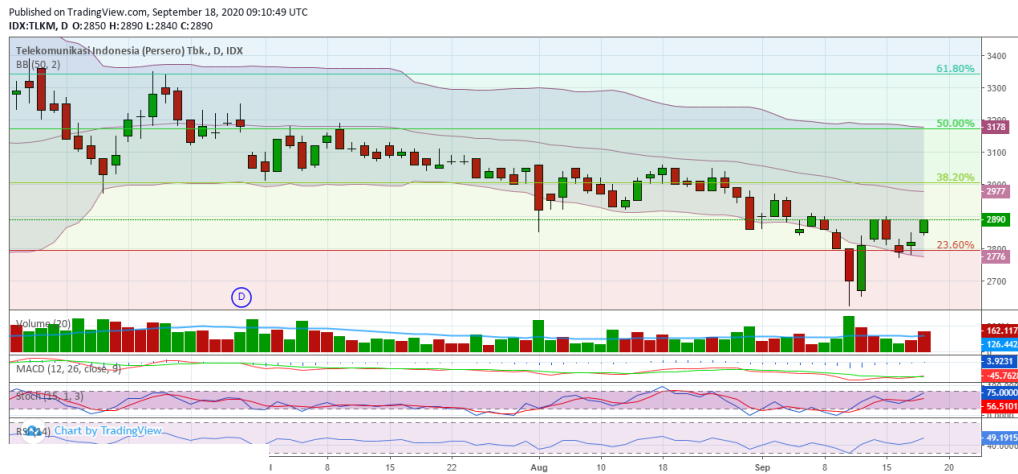 Published on TradingView.com, September 18, 2020 09:10:49 UTC
IDX:TLKM, D O:2850 H:2890 L:2840 C:2890
Telekomunikasi Indonesia (Persero) Tbk., D, IDX
BB (50, 2)
3400
61.80%
3300
3200
50.00%
3178
3100
3000
38.20%
2977
2890
2800
23.60%
2776
2700
D
Volume (20)
162.117
126.442
MACD (12, 26, close, 9)
3.9231
-45.7628
Stoch (15, 1, 3)
75.0000
56.5101
Chart by TradingView
49.1915
40.0000
8
15
22
Aug
10
18
Sep
8
15
20